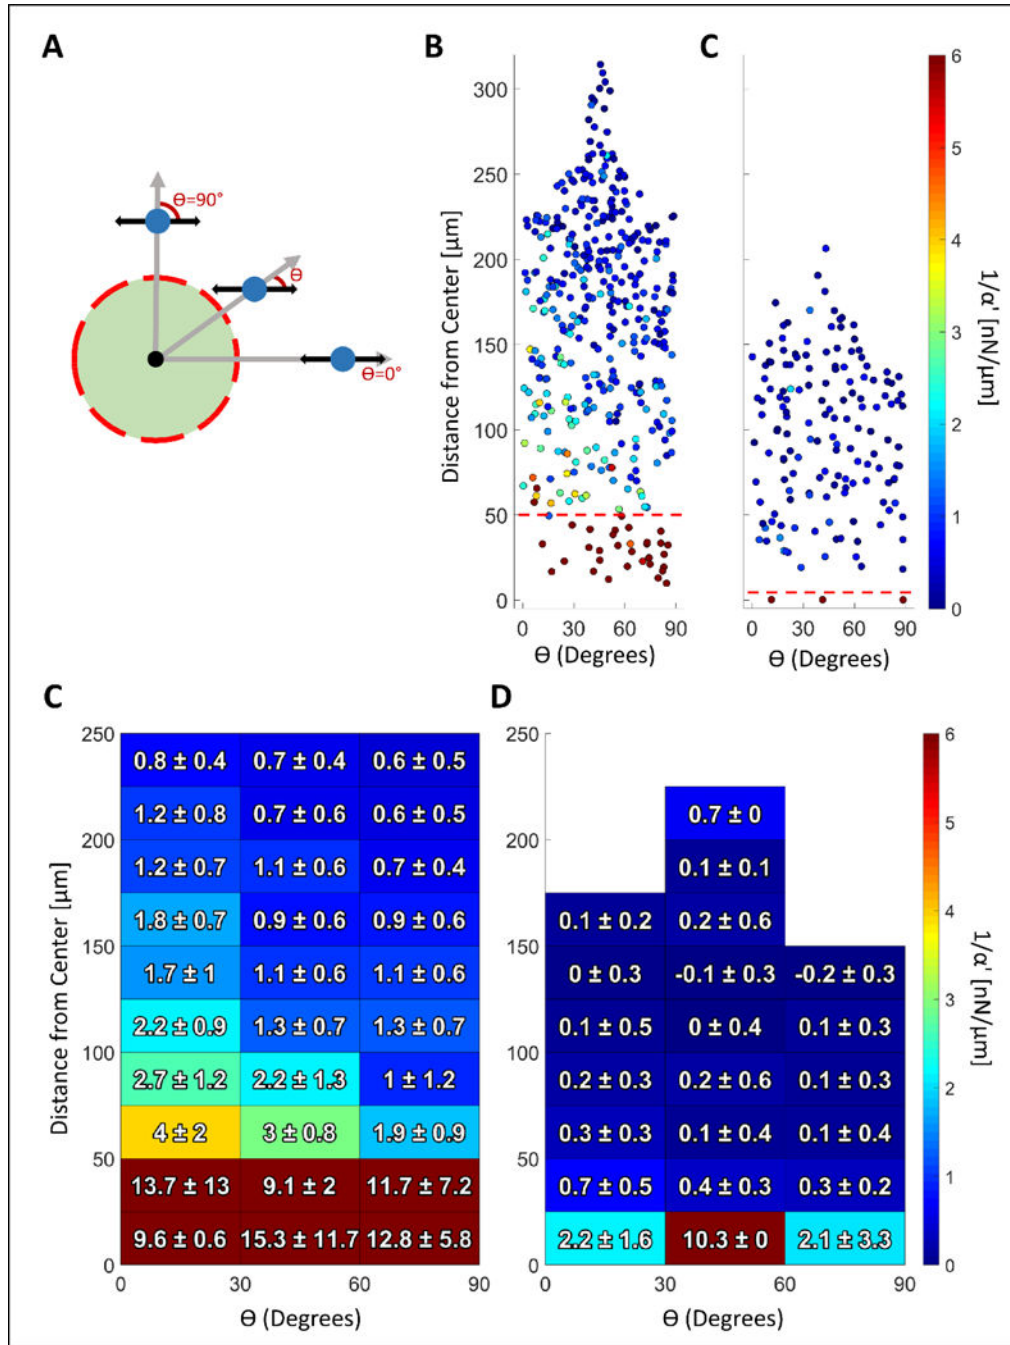 A
B
C
Ө=90°
Ө
Ө=0°
Distance from Center [µm]
300
250
200
150
100
50
0
0 30 60 90
Ө (Degrees)
0 30 60 90
Ө (Degrees)
6
5
4
3
2
1
0
1/α' [nN/µm]
C
D
Distance from Center [µm]
250
200
150
100
50
0
0.8 ± 0.4 0.7 ± 0.4 0.6 ± 0.5
1.2 ± 0.8 0.7 ± 0.6 0.6 ± 0.5
1.2 ± 0.7 1.1 ± 0.6 0.7 ± 0.4
1.8 ± 0.7 0.9 ± 0.6 0.9 ± 0.6
1.7 ± 1 1.1 ± 0.6 1.1 ± 0.6
2.2 ± 0.9 1.3 ± 0.7 1.3 ± 0.7
2.7 ± 1.2 2.2 ± 1.3 1 ± 1.2
4 ± 2 3 ± 0.8 1.9 ± 0.9
13.7 ± 13 9.1 ± 2 11.7 ± 7.2
9.6 ± 0.6 15.3 ± 11.7 12.8 ± 5.8
0 30 60 90
Ө (Degrees)
250
200
150
100
50
0
0.7 ± 0
0.1 ± 0.1
0.1 ± 0.2 0.2 ± 0.6
0 ± 0.3 -0.1 ± 0.3 -0.2 ± 0.3
0.1 ± 0.5 0 ± 0.4 0.1 ± 0.3
0.2 ± 0.3 0.2 ± 0.6 0.1 ± 0.3
0.3 ± 0.3 0.1 ± 0.4 0.1 ± 0.4
0.7 ± 0.5 0.4 ± 0.3 0.3 ± 0.2
2.2 ± 1.6 10.3 ± 0 2.1 ± 3.3
0 30 60 90
Ө (Degrees)
6
5
4
3
2
1
0
1/α' [nN/µm]